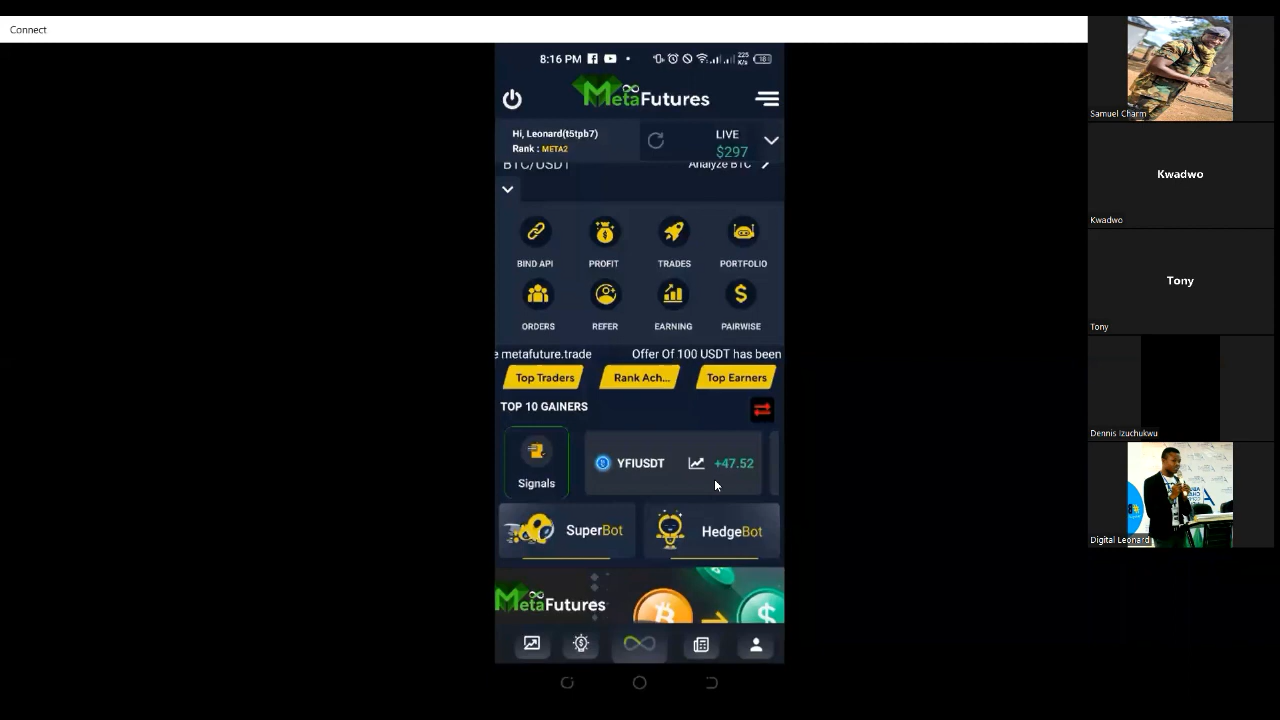 Connect
8:16 PM
225
K/s
18
MetaFutures
Hi, Leonard(t5tpb7)
Rank : META2
LIVE
$297
BTC/USDT
Analyze BTC
BIND API
PROFIT
TRADES
PORTFOLIO
ORDERS
REFER
EARNING
PAIRWISE
e metafuture.trade
Offer Of 100 USDT has been
Top Traders
Rank Ach...
Top Earners
TOP 10 GAINERS
Signals
YFIUSDT
+47.52
SuperBot
HedgeBot
MetaFutures
Samuel Charm
Kwadwo
Kwadwo
Tony
Tony
Dennis Izuchukwu
Digital Leonard